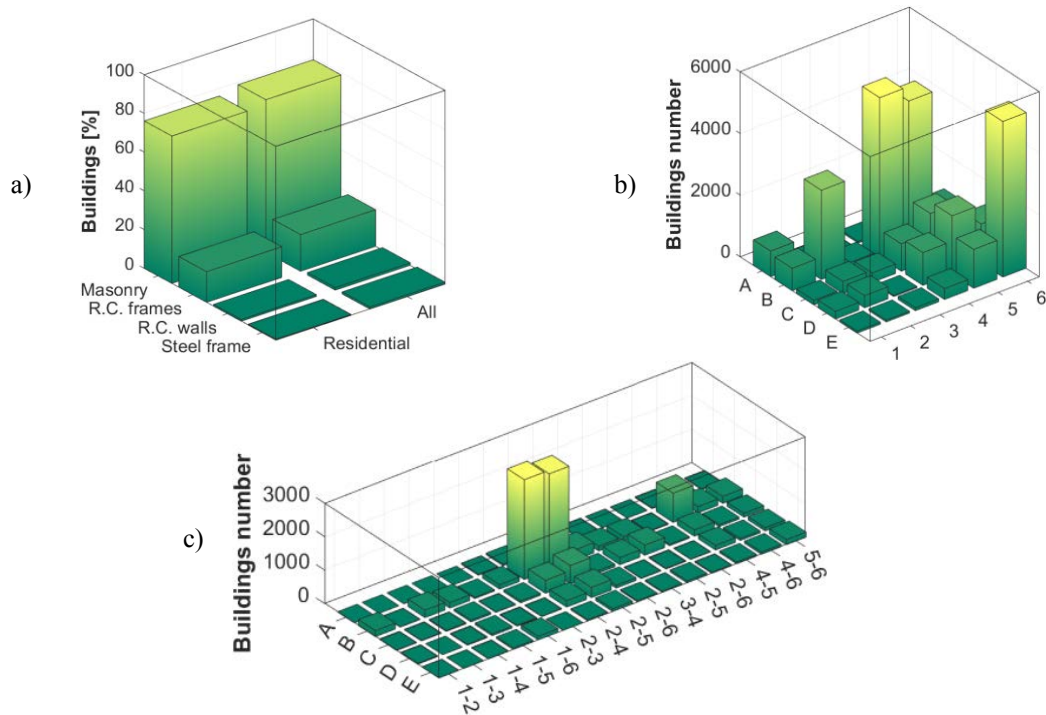 a)
Buildings [%]
100
80
60
40
20
0
Masonry
R.C. frames
R.C. walls
Steel frame
Residential
All
b)
Buildings number
6000
4000
2000
0
A
B
C
D
E
1
2
3
4
5
6
c)
Buildings number
3000
2000
1000
0
A
B
C
D
E
1-2
1-3
1-4
1-5
1-6
2-3
2-4
2-5
2-6
3-4
2-5
2-6
4-5
4-6
5-6